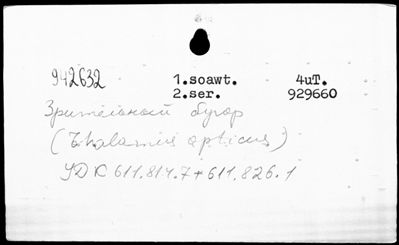 942632 1.soawt. 4uT.
2.ser. 929660
Зрительный бугор
(Thalamus opticus)
УДК 611.814.7+611.826.1